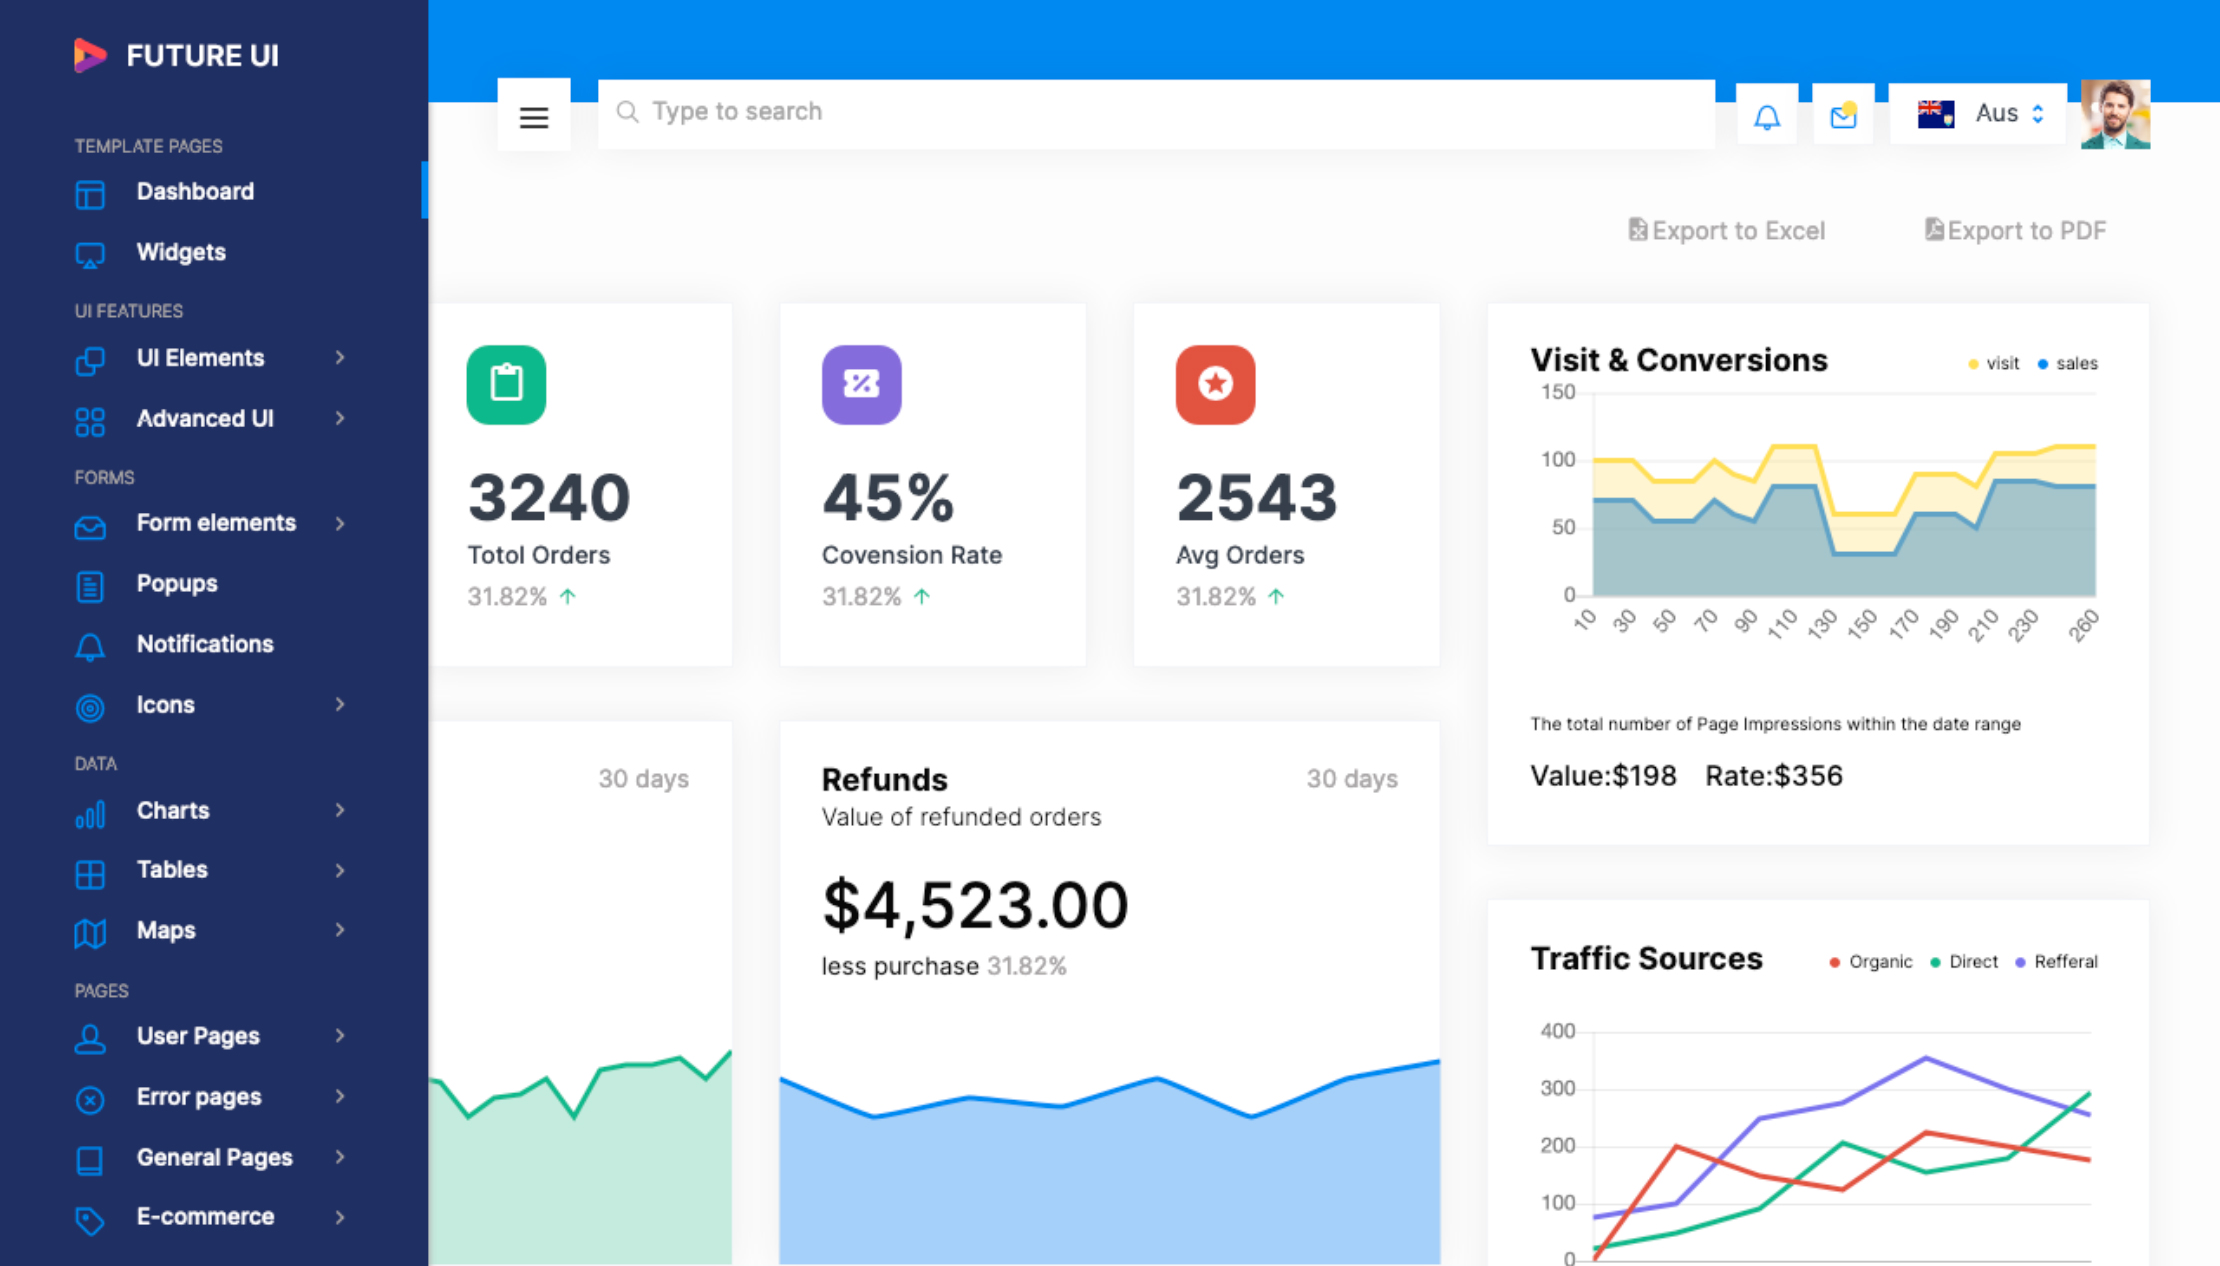 FUTURE UI
TEMPLATE PAGES
Dashboard
Widgets
UI FEATURES
UI Elements
Advanced UI
FORMS
Form elements
Popups
Notifications
Icons
DATA
Charts
Tables
Maps
PAGES
User Pages
Error pages
General Pages
E-commerce
Type to search
Aus
Export to Excel
Export to PDF
3240
Totol Orders
31.82%
45%
Covension Rate
31.82%
2543
Avg Orders
31.82%
Visit & Conversions
visit sales
150
100
50
0
10 30 50 70 90 110 130 150 170 190 210 230 260
The total number of Page Impressions within the date range
Value:$198 Rate:$356
30 days
Refunds
30 days
Value of refunded orders
$4,523.00
less purchase 31.82%
Traffic Sources
Organic Direct Refferal
400
300
200
100
0